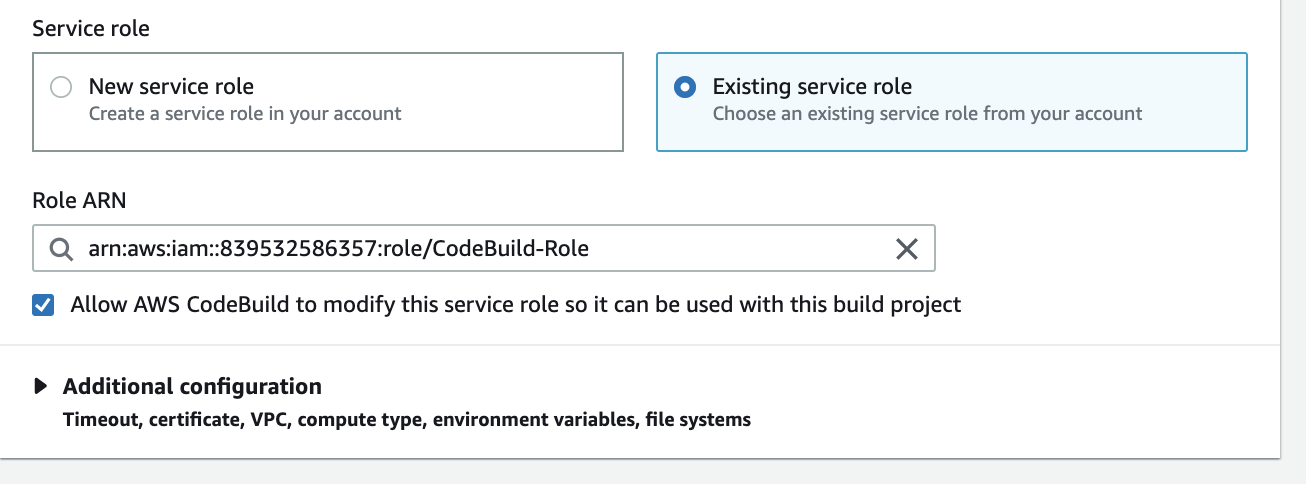 Service role
New service role
Create a service role in your account
Existing service role
Choose an existing service role from your account
Role ARN
arn:aws:iam::839532586357:role/CodeBuild-Role
Allow AWS CodeBuild to modify this service role so it can be used with this build project
Additional configuration
Timeout, certificate, VPC, compute type, environment variables, file systems